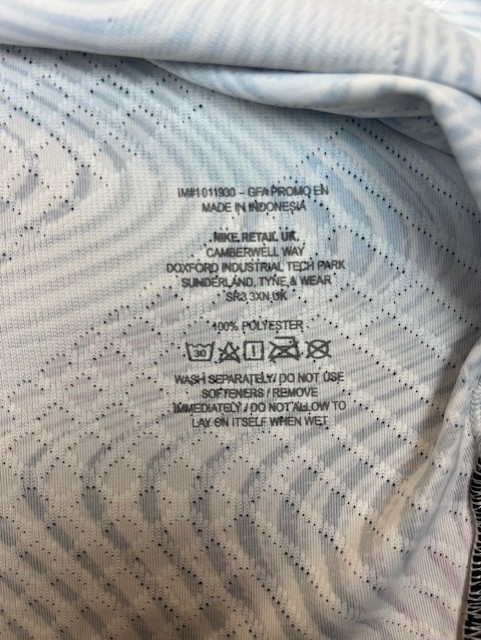 IM#1011930 - GFA PROMO EN
MADE IN INDONESIA
NIKE RETAIL UK,
CAMBERWELL WAY
DOXFORD INDUSTRIAL TECH PARK
SUNDERLAND, TYNE & WEAR
SR3 3XN UK
100% POLYESTER
30
WASH SEPARATELY / DO NOT USE
SOFTENERS / REMOVE
IMMEDIATELY / DO NOT ALLOW TO
LAY ON ITSELF WHEN WET